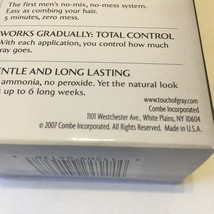 The first men's no-mix, no-mess system.
Easy as combing your hair.
5 minutes, zero mess.
WORKS GRADUALLY: TOTAL CONTROL
With each application, you control how much
gray goes.
GENTLE AND LONG LASTING
ammonia, no peroxide. Yet the natural look
up to 6 long weeks.
www.touchofgray.com
Combe Incorporated.
1101 Westchester Ave., White Plains, NY 10604
© 2007 Combe Incorporated. All Rights Reserved. Made in U.S.A.